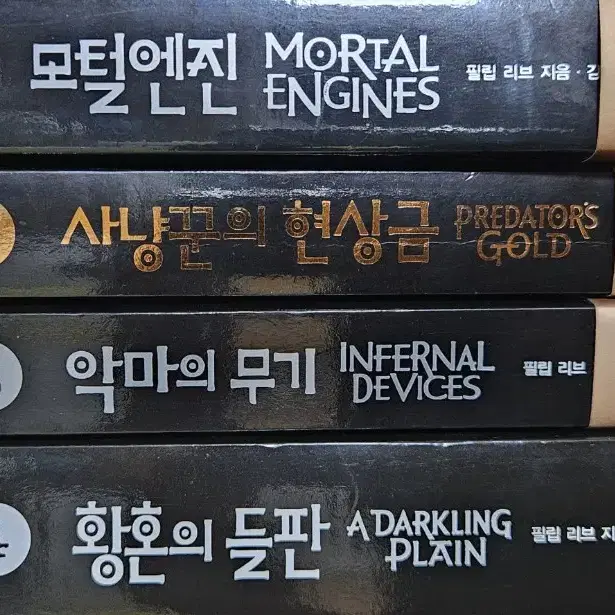 모털엔진 MORTAL ENGINES 필립 리브 지음·
사냥꾼의 현상금 PREDATOR'S GOLD
악마의 무기 INFERNAL DEVICES 필립 리브
황혼의 들판 A DARKLING PLAIN 필립 리브 지